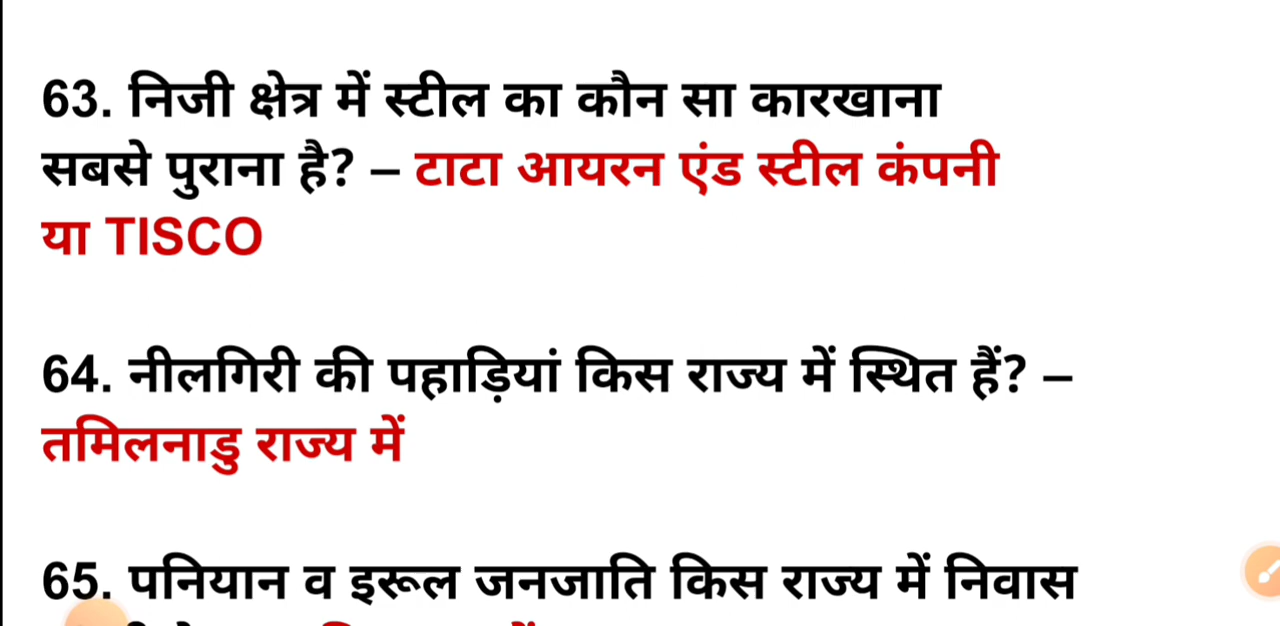 63. निजी क्षेत्र में स्टील का कौन सा कारखाना
सबसे पुराना है? – टाटा आयरन एंड स्टील कंपनी
या TISCO
64. नीलगिरी की पहाड़ियां किस राज्य में स्थित हैं? –
तमिलनाडु राज्य में
65. पनियान व इरूल जनजाति किस राज्य में निवास